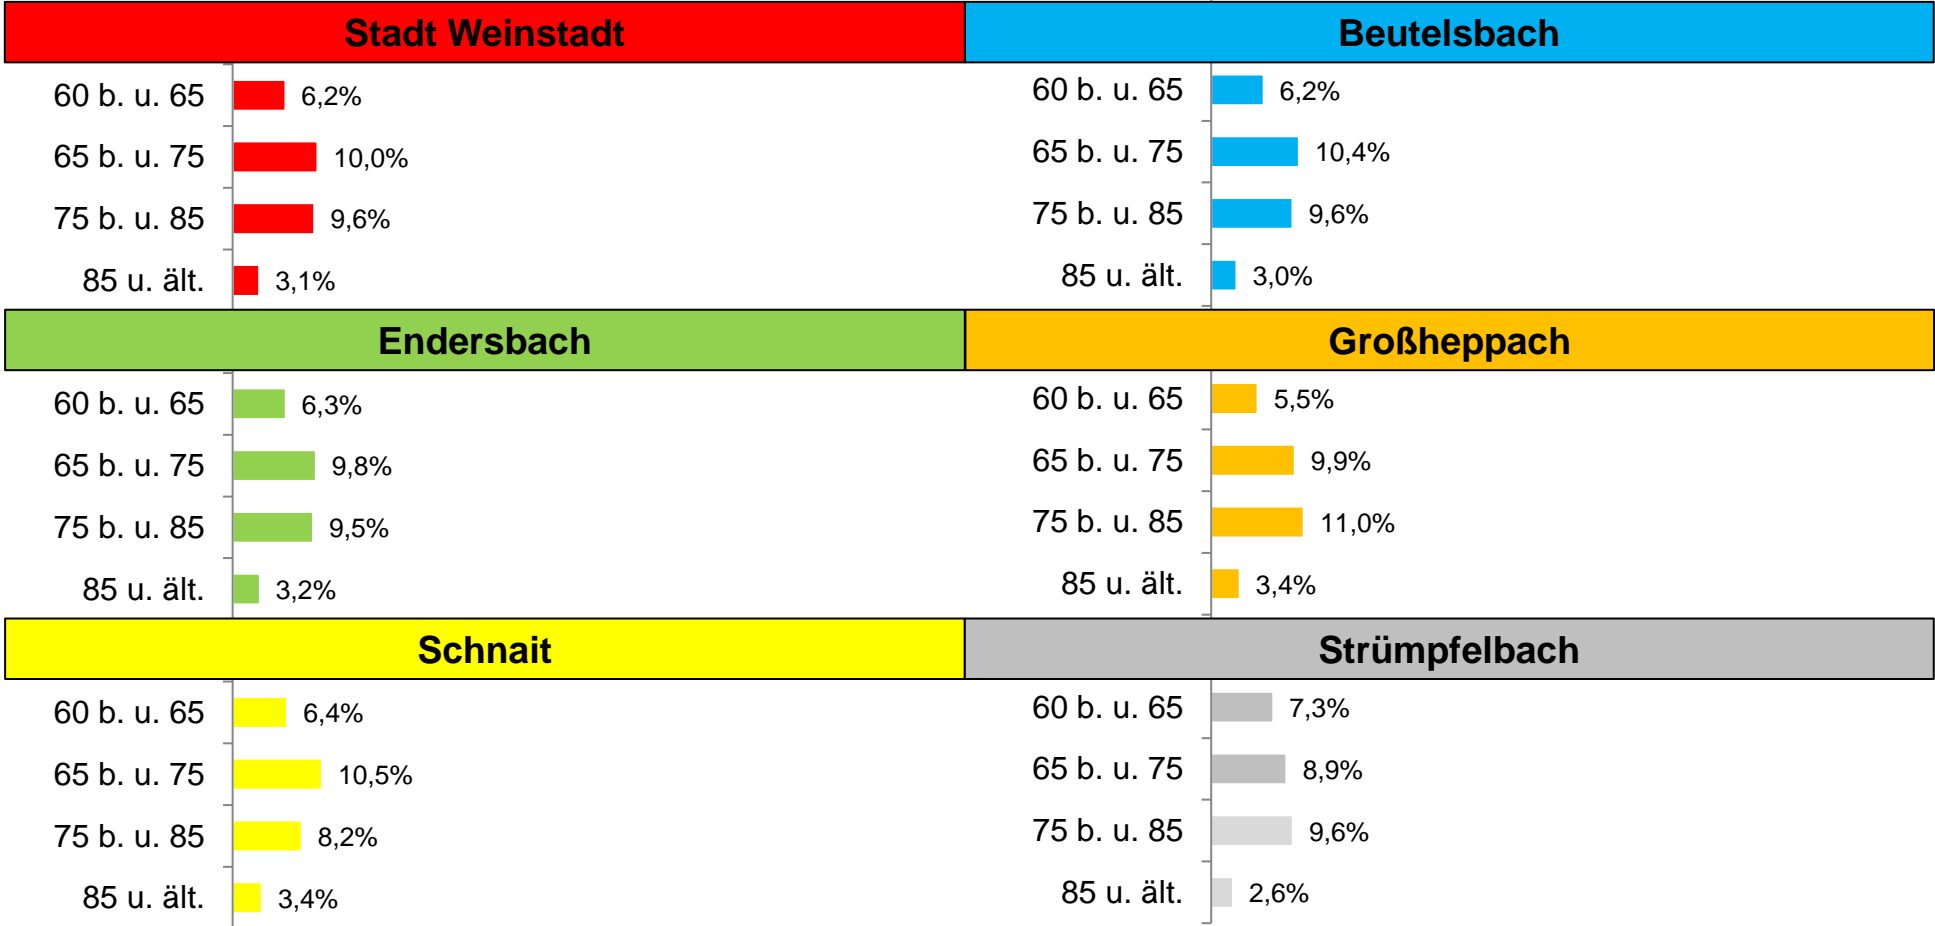 Stadt Weinstadt
60 b. u. 65 6,2%
65 b. u. 75 10,0%
75 b. u. 85 9,6%
85 u. ält. 3,1%
Beutelsbach
60 b. u. 65 6,2%
65 b. u. 75 10,4%
75 b. u. 85 9,6%
85 u. ält. 3,0%
Endersbach
60 b. u. 65 6,3%
65 b. u. 75 9,8%
75 b. u. 85 9,5%
85 u. ält. 3,2%
Großheppach
60 b. u. 65 5,5%
65 b. u. 75 9,9%
75 b. u. 85 11,0%
85 u. ält. 3,4%
Schnait
60 b. u. 65 6,4%
65 b. u. 75 10,5%
75 b. u. 85 8,2%
85 u. ält. 3,4%
Strümpfelbach
60 b. u. 65 7,3%
65 b. u. 75 8,9%
75 b. u. 85 9,6%
85 u. ält. 2,6%